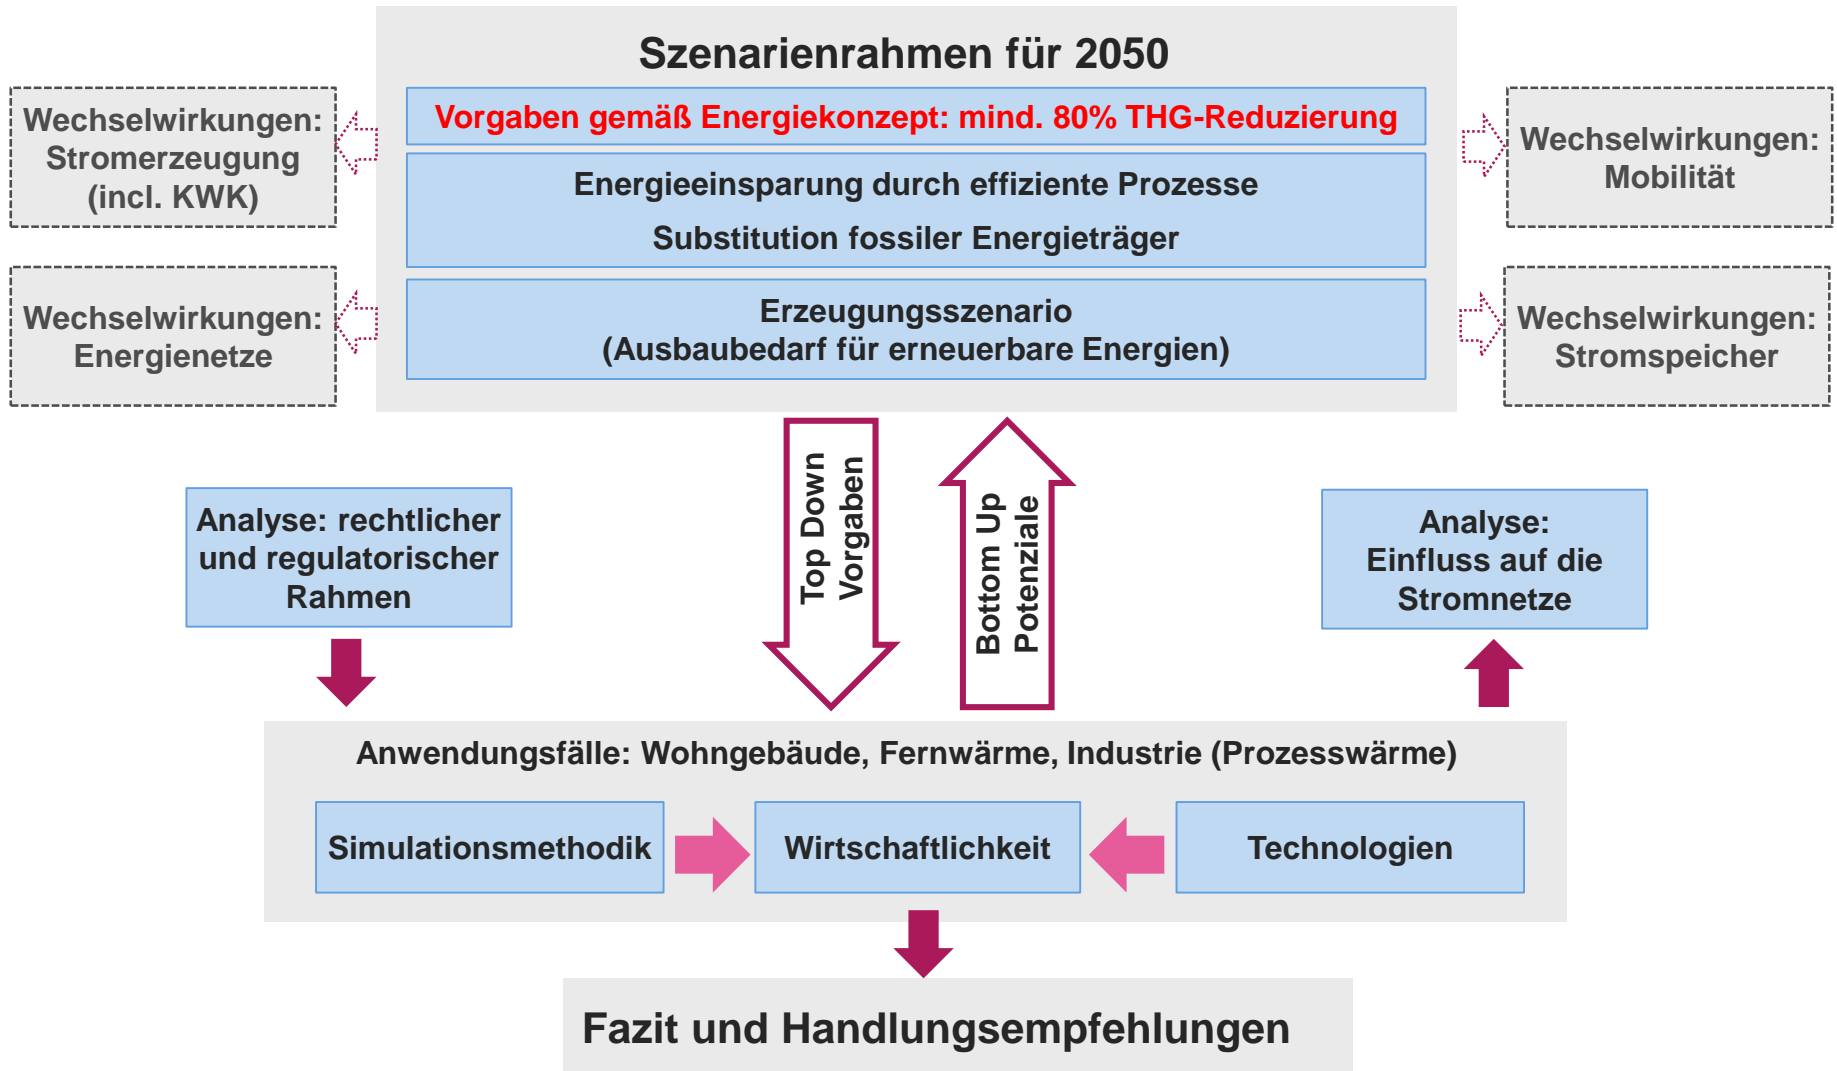 Szenarienrahmen für 2050
Vorgaben gemäß Energiekonzept: mind. 80% THG-Reduzierung
Energieeinsparung durch effiziente Prozesse
Substitution fossiler Energieträger
Erzeugungsszenario
(Ausbaubedarf für erneuerbare Energien)
Wechselwirkungen:
Stromerzeugung
(incl. KWK)
Wechselwirkungen:
Energienetze
Wechselwirkungen:
Mobilität
Wechselwirkungen:
Stromspeicher
Analyse: rechtlicher
und regulatorischer
Rahmen
Top Down
Vorgaben
Bottom Up
Potenziale
Analyse:
Einfluss auf die
Stromnetze
Anwendungsfälle: Wohngebäude, Fernwärme, Industrie (Prozesswärme)
Simulationsmethodik
Wirtschaftlichkeit
Technologien
Fazit und Handlungsempfehlungen